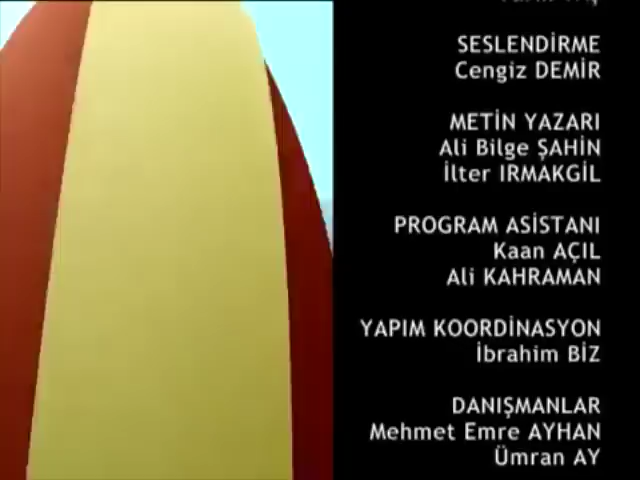 SESLENDİRME
Cengiz DEMİR
METİN YAZARI
Ali Bilge ŞAHİN
İlter IRMAKGİL
PROGRAM ASİSTANI
Kaan AÇIL
Ali KAHRAMAN
YAPIM KOORDİNASYON
İbrahim BİZ
DANIŞMANLAR
Mehmet Emre AYHAN
Ümran AY